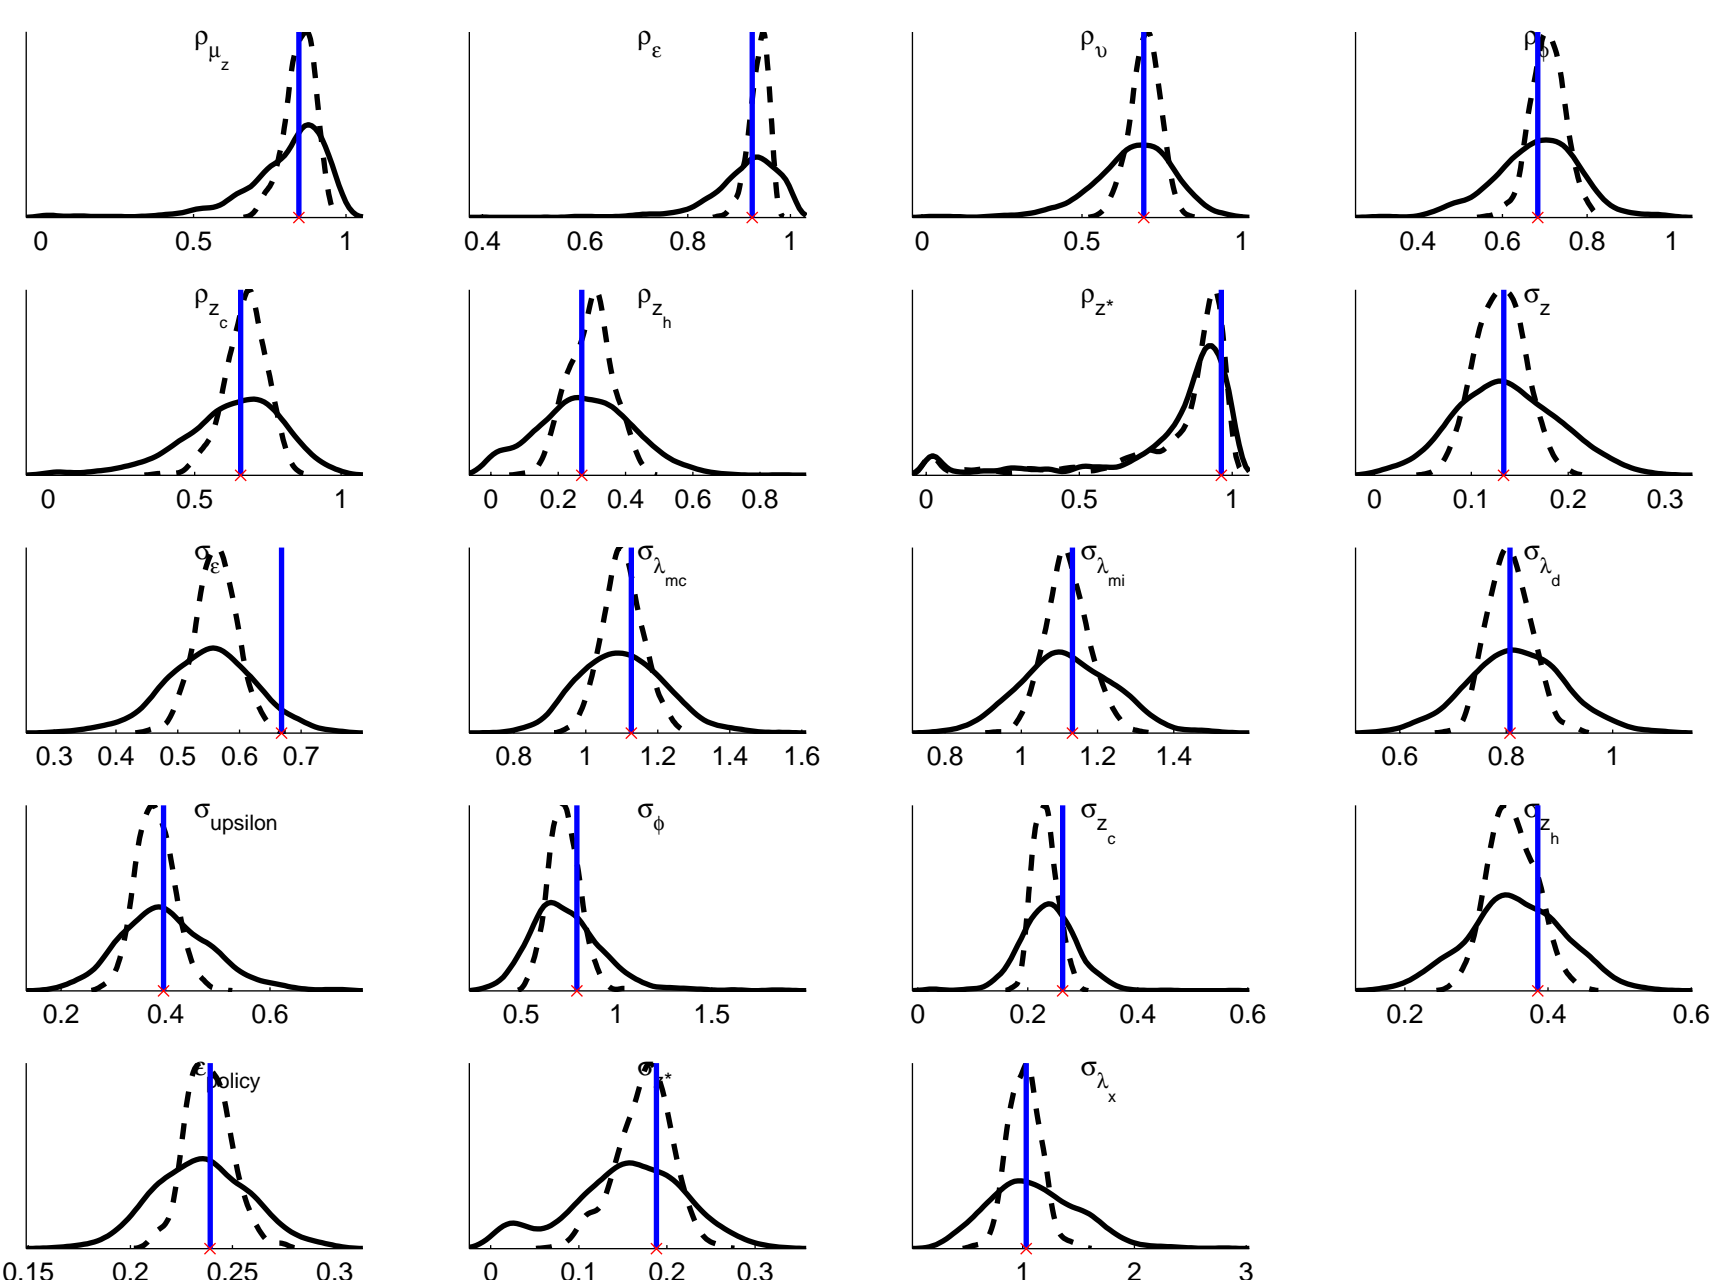 ρμz ρε ρυ ρϕ
0 0.5 1 0.4 0.6 0.8 1 0 0.5 1 0.4 0.6 0.8 1
ρzc ρzh ρz* σz
0 0.5 1 0 0.2 0.4 0.6 0.8 0 0.5 1 0 0.1 0.2 0.3
σε σλmc σλmi σλd
0.3 0.4 0.5 0.6 0.7 0.8 1 1.2 1.4 1.6 0.8 1 1.2 1.4 0.6 0.8 1
σupsilon σϕ σzc σzh
0.2 0.4 0.6 0.5 1 1.5 0 0.2 0.4 0.6 0.2 0.4 0.6
εpolicy σz* σλx
0.15 0.2 0.25 0.3 0 0.1 0.2 0.3 1 2 3